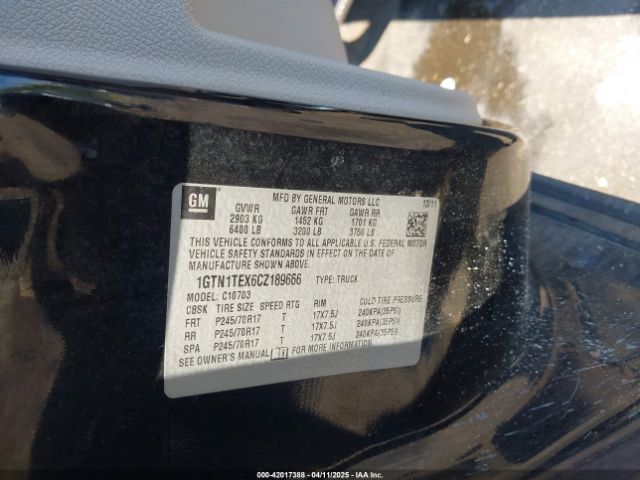 GM
MFD BY GENERAL MOTORS LLC
12/11
GVWR GAWR FRT GAWR RR
2903 KG 1452 KG 1701 KG
6400 LB 3200 LB 3750 LB
THIS VEHICLE CONFORMS TO ALL APPLICABLE U.S. FEDERAL MOTOR
VEHICLE SAFETY STANDARDS IN EFFECT ON THE DATE OF
MANUFACTURE SHOWN ABOVE.
1GTN1TEX6CZ189666 TYPE: TRUCK
MODEL: C10703
CBSK TIRE SIZE SPEED RTG RIM COLD TIRE PRESSURE
FRT P245/70R17 T 17X7.5J 240KPA(35PSI)
RR P245/70R17 T 17X7.5J 240KPA(35PSI)
SPA P245/70R17 T 17X7.5J 240KPA(35PSI)
SEE OWNER'S MANUAL FOR MORE INFORMATION.
000-42017388 - 04/11/2025 - IAAI.COM